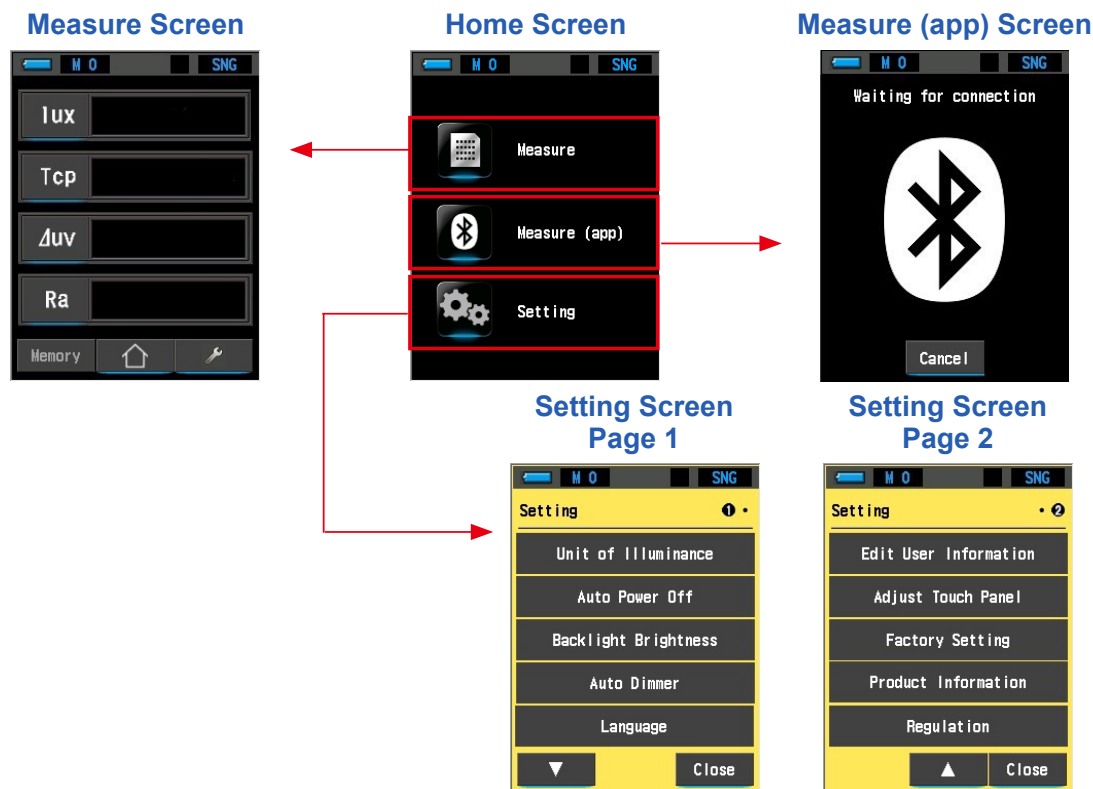 Measure Screen
M 0 SNG
lux
Tcp
⊿uv
Ra
Memory
Home Screen
M 0 SNG
Measure
Measure (app)
Setting
Measure (app) Screen
M 0 SNG
Waiting for connection
Cancel
Setting Screen
Page 1
M 0 SNG
Setting ❶ •
Unit of Illuminance
Auto Power Off
Backlight Brightness
Auto Dimmer
Language
▼ Close
Setting Screen
Page 2
M 0 SNG
Setting • ❷
Edit User Information
Adjust Touch Panel
Factory Setting
Product Information
Regulation
▲ Close